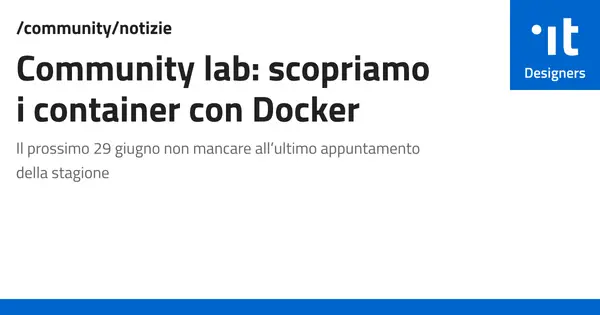 /community/notizie
Community lab: scopriamo
i container con Docker
Il prossimo 29 giugno non mancare all’ultimo appuntamento
della stagione
it
Designers